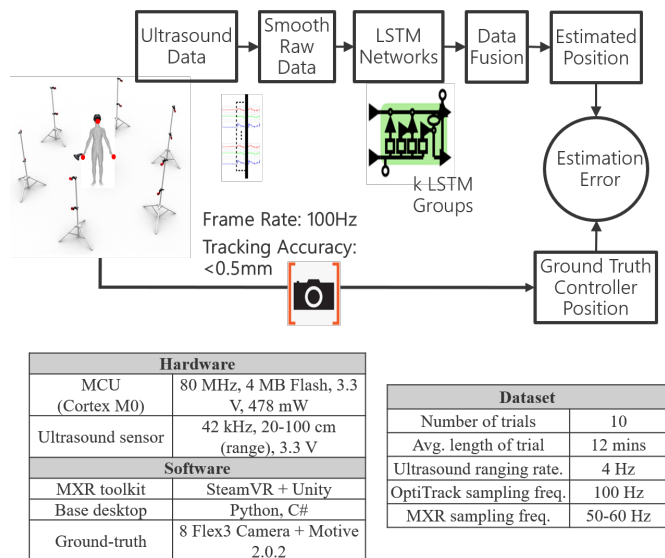 Ultrasound
Data
Smooth
Raw
Data
LSTM
Networks
Data
Fusion
Estimated
Position
k LSTM
Groups
Estimation
Error
Frame Rate: 100Hz
Tracking Accuracy:
<0.5mm
Ground Truth
Controller
Position
Hardware
MCU
(Cortex M0)
80 MHz, 4 MB Flash, 3.3
V, 478 mW
Ultrasound sensor
42 kHz, 20-100 cm
(range), 3.3 V
Software
MXR toolkit
SteamVR + Unity
Base desktop
Python, C#
Ground-truth
8 Flex3 Camera + Motive
2.0.2
Dataset
Number of trials
10
Avg. length of trial
12 mins
Ultrasound ranging rate.
4 Hz
OptiTrack sampling freq.
100 Hz
MXR sampling freq.
50-60 Hz